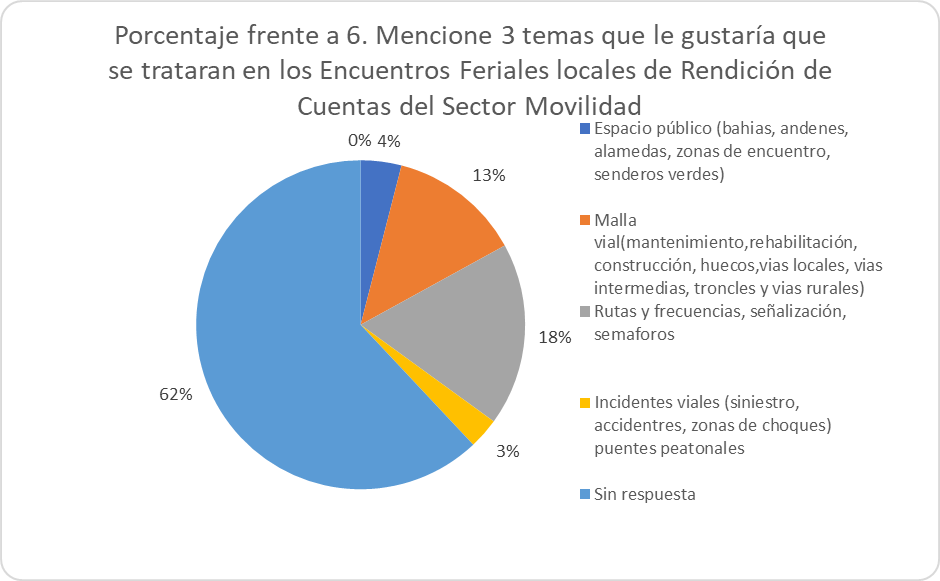 Porcentaje frente a 6. Mencione 3 temas que le gustaría que
se trataran en los Encuentros Feriales locales de Rendición de
Cuentas del Sector Movilidad
0%
4%
13%
18%
3%
62%
Espacio público (bahias, andenes,
alamedas, zonas de encuentro,
senderos verdes)
Malla
vial(mantenimiento,rehabilitación,
construcción, huecos,vias locales, vias
intermedias, troncles y vias rurales)
Rutas y frecuencias, señalización,
semaforos
Incidentes viales (siniestro,
accidentres, zonas de choques)
puentes peatonales
Sin respuesta